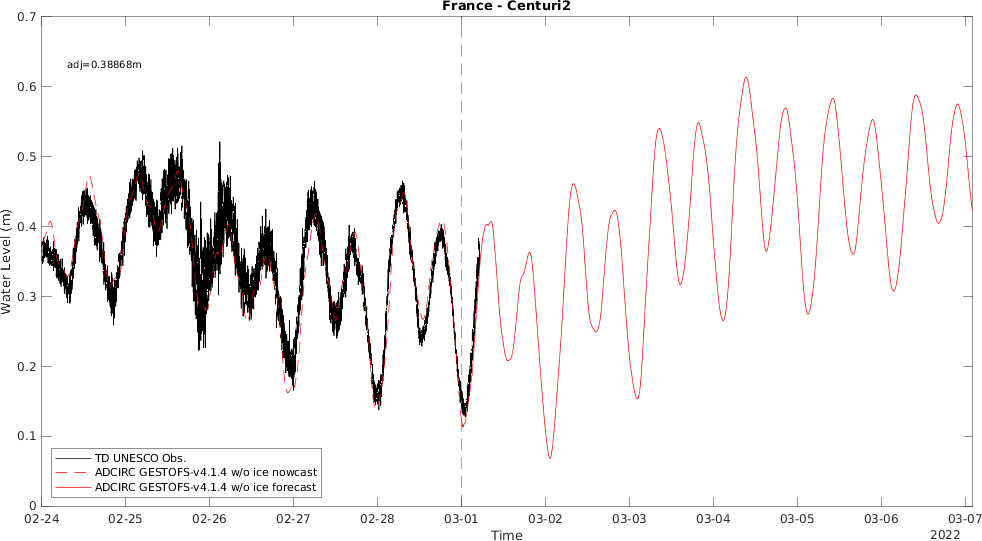 France - Centuri2
0.7
0.6
0.5
0.4
0.3
0.2
0.1
0
Water Level (m)
adj=0.38868m
TD UNESCO Obs.
ADCIRC GESTOFS-v4.1.4 w/o ice nowcast
ADCIRC GESTOFS-v4.1.4 w/o ice forecast
02-24 02-25 02-26 02-27 02-28 03-01 03-02 03-03 03-04 03-05 03-06 03-07
Time
2022